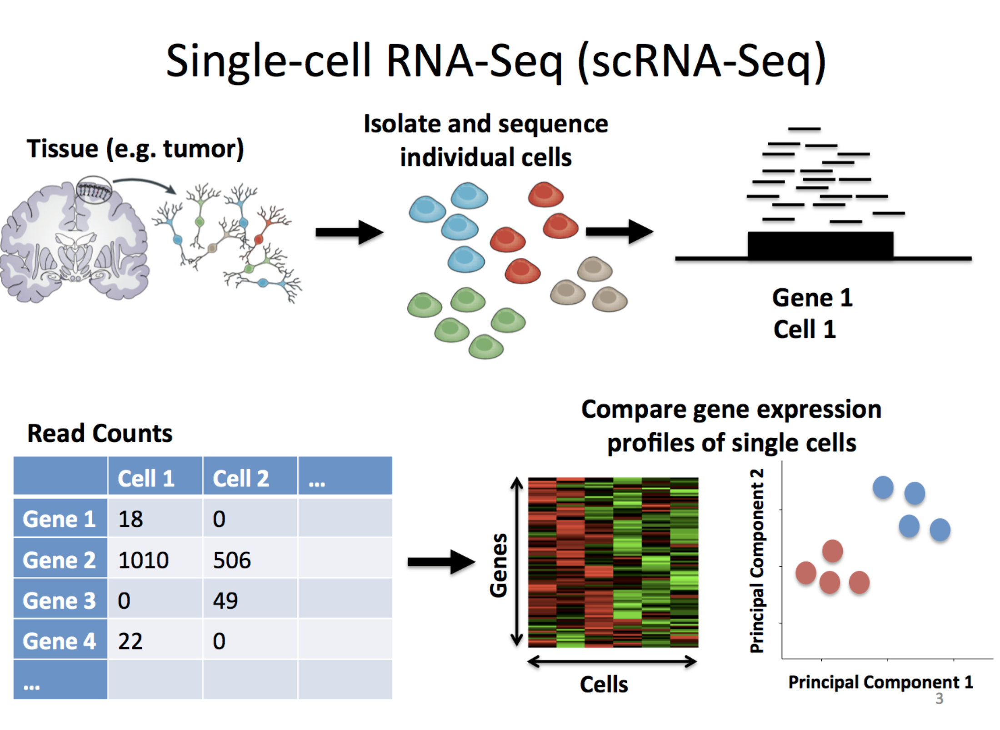 Single-cell RNA-Seq (scRNA-Seq)
Tissue (e.g. tumor)
Isolate and sequence
individual cells
Gene 1
Cell 1
Read Counts
Cell 1 Cell 2 ...
Gene 1 18 0
Gene 2 1010 506
Gene 3 0 49
Gene 4 22 0
...
Compare gene expression
profiles of single cells
Genes
Cells
Principal Component 2
Principal Component 1
3